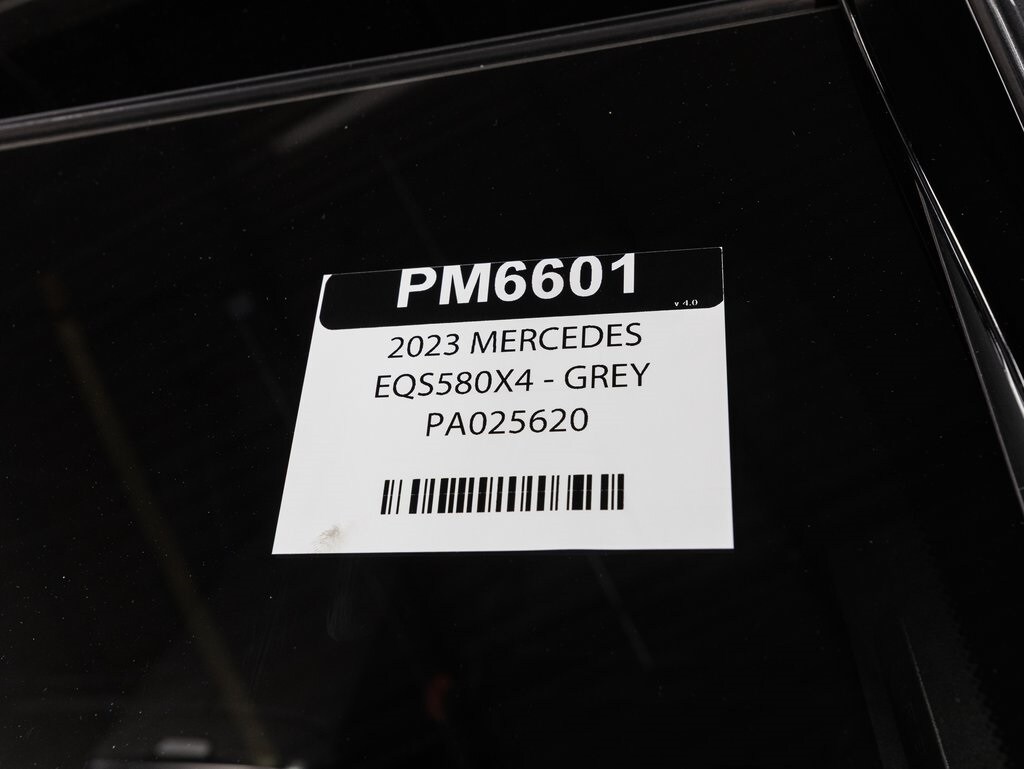 PM6601
v 4.0
2023 MERCEDES
EQS580X4 - GREY
PA025620